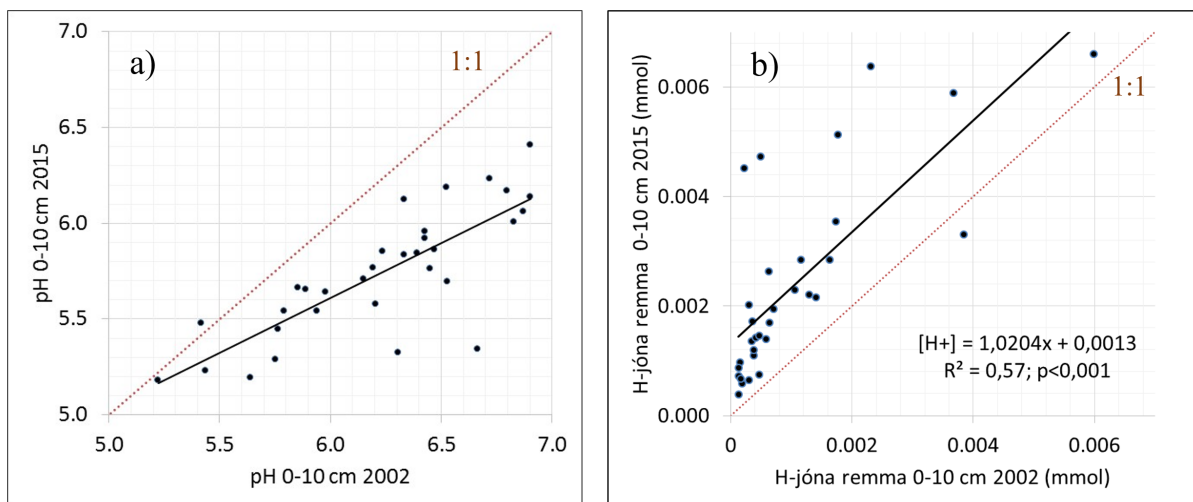 a)
1:1
7.0
6.5
6.0
5.5
5.0
5.0 5.5 6.0 6.5 7.0
pH 0-10 cm 2015
pH 0-10 cm 2002
b)
1:1
0.006
0.004
0.002
0.000
0 0.002 0.004 0.006
H-jóna remma 0-10 cm 2015 (mmol)
[H+] = 1,0204x + 0,0013
R² = 0,57; p<0,001
H-jóna remma 0-10 cm 2002 (mmol)